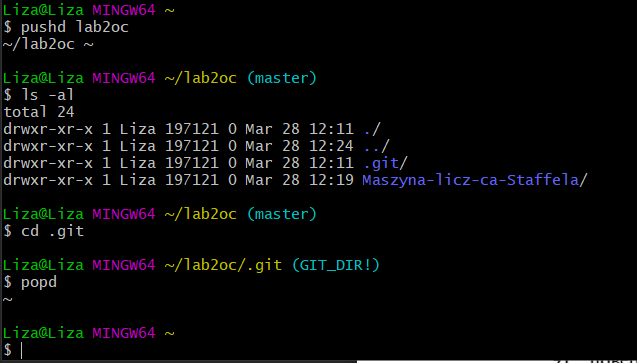 Liza@Liza MINGW64 ~
$ pushd lab2oc
~/lab2oc ~
Liza@Liza MINGW64 ~/lab2oc (master)
$ ls -al
total 24
drwxr-xr-x 1 Liza 197121 0 Mar 28 12:11 ./
drwxr-xr-x 1 Liza 197121 0 Mar 28 12:24 ../
drwxr-xr-x 1 Liza 197121 0 Mar 28 12:11 .git/
drwxr-xr-x 1 Liza 197121 0 Mar 28 12:19 Maszyna-licz-ca-Staffela/
Liza@Liza MINGW64 ~/lab2oc (master)
$ cd .git
Liza@Liza MINGW64 ~/lab2oc/.git (GIT_DIR!)
$ popd
~
Liza@Liza MINGW64 ~
$